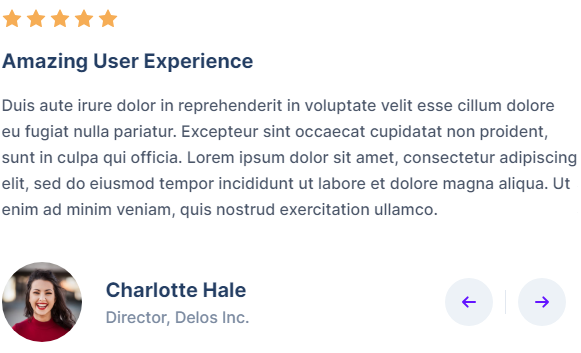 Amazing User Experience
Duis aute irure dolor in reprehenderit in voluptate velit esse cillum dolore
eu fugiat nulla pariatur. Excepteur sint occaecat cupidatat non proident,
sunt in culpa qui officia. Lorem ipsum dolor sit amet, consectetur adipiscing
elit, sed do eiusmod tempor incididunt ut labore et dolore magna aliqua. Ut
enim ad minim veniam, quis nostrud exercitation ullamco.
Charlotte Hale
Director, Delos Inc.